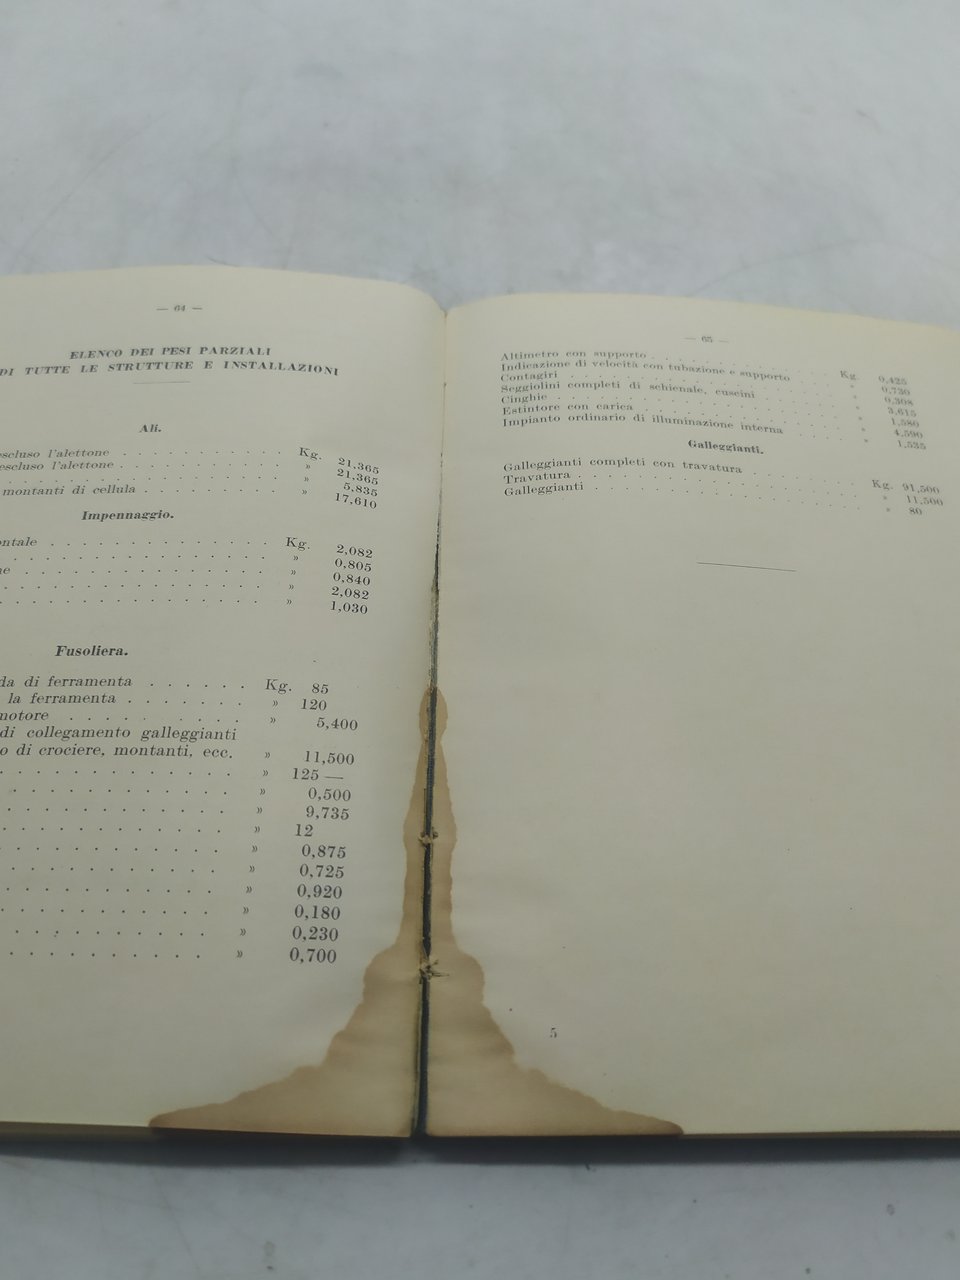 — 64 —
ELENCO DEI PESI PARZIALI
DI TUTTE LE STRUTTURE E INSTALLAZIONI
Ali.
escluso l'alettone . . . . . . . . . . . Kg. 21,365
escluso l'alettone . . . . . . . . . . . » 21,365
. . . . . . . . . . . » 5,835
montanti di cellula . . . . . . . . . » 17,610
Impennaggio.
ontale . . . . . . . . . . . . . Kg. 2,082
. . . . . . . . . . . . . » 0,805
ne . . . . . . . . . . . . . » 0,840
. . . . . . . . . . . . . » 2,082
. . . . . . . . . . . . . » 1,030
Fusoliera.
da di ferramenta . . . . . . Kg. 85
la ferramenta . . . . . . . » 120
motore . . . . . . . . . » 5,400
di collegamento galleggianti
o di crociere, montanti, ecc. » 11,500
. . . . . . . . . . . . » 125 —
. . . . . . . . . . . . » 0,500
. . . . . . . . . . . . » 9,735
. . . . . . . . . . . . » 12
. . . . . . . . . . . . » 0,875
. . . . . . . . . . . . » 0,725
. . . . . . . . . . . . » 0,920
. . . . . . . . . . . . » 0,180
. . . . . . . . . . . . » 0,230
. . . . . . . . . . . . » 0,700
— 65 —
Altimetro con supporto . . . . . . . . . Kg. 0,425
Indicazione di velocità con tubazione e supporto » 0,730
Contagiri . . . . . . . . . . . . » 0,308
Seggiolini completi di schienale, cuscini . . . » 3,615
Cinghie . . . . . . . . . . . . » 1,580
Estintore con carica . . . . . . . . . » 4,590
Impianto ordinario di illuminazione interna . . . » 1,535
Galleggianti.
Galleggianti completi con travatura . . . . Kg. 91,500
Travatura . . . . . . . . . . . . » 11,500
Galleggianti . . . . . . . . . . . » 80
5